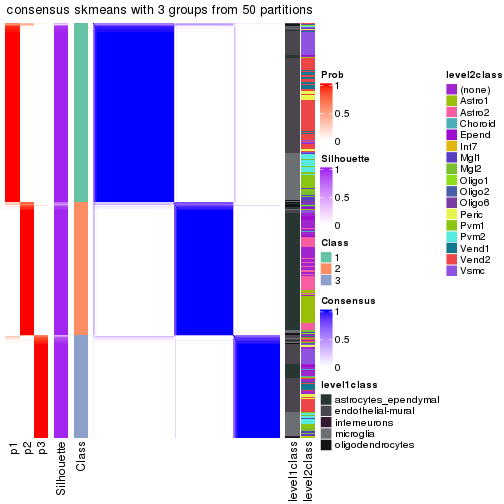 consensus skmeans with 3 groups from 50 partitions
p1
p2
p3
Silhouette
Class
level1class
level2class
Prob
1
0.5
0
Silhouette
1
0.5
0
Class
1
2
3
Consensus
1
0.5
0
level1class
astrocytes_ependymal
endothelial-mural
interneurons
microglia
oligodendrocytes
level2class
(none)
Astro1
Astro2
Choroid
Epend
Int7
Mgl1
Mgl2
Oligo1
Oligo2
Oligo6
Peric
Pvm1
Pvm2
Vend1
Vend2
Vsmc